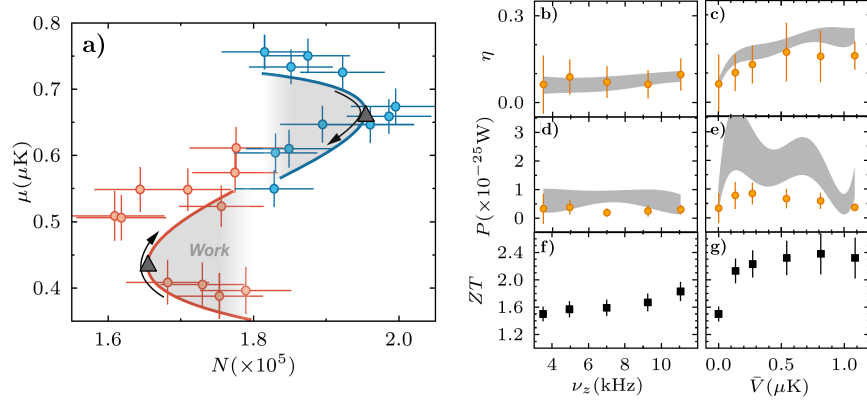 a)
0.8
0.7
0.6
0.5
0.4
μ(μK)
Work
1.6
1.8
2.0
N(×10⁵)
b)
c)
η
0.3
0.0
d)
e)
P(×10⁻²⁵W)
4
3
2
1
0
f)
g)
ZT
2.4
2.0
1.6
1.2
4
6
8
10
0.0
0.5
1.0
ν_z(kHz)
V̄(μK)